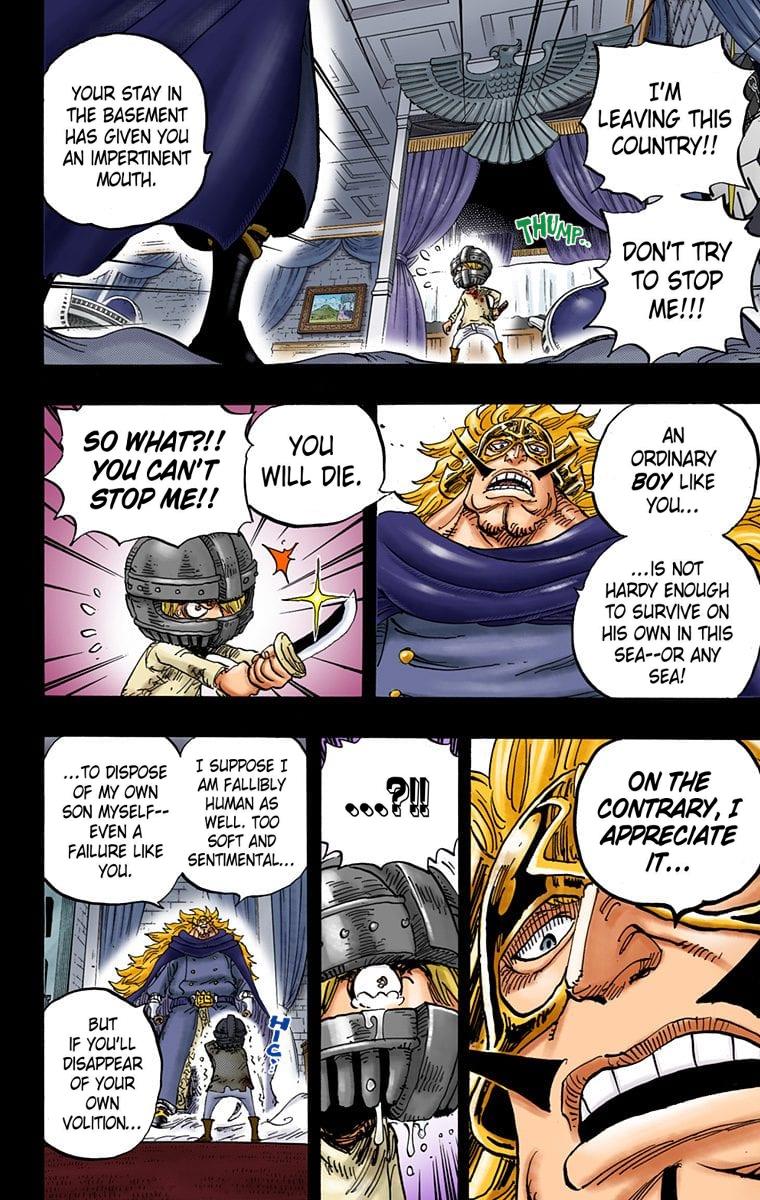 I'M
LEAVING THIS
COUNTRY!!
DON'T TRY
TO STOP
ME!!!
THUMP..
YOUR STAY IN
THE BASEMENT
HAS GIVEN YOU
AN IMPERTINENT
MOUTH.
AN
ORDINARY
BOY LIKE
YOU...
...IS NOT
HARDY ENOUGH
TO SURVIVE ON
HIS OWN IN THIS
SEA--OR ANY
SEA!
YOU
WILL DIE.
SO WHAT?!!
YOU CAN'T
STOP ME!!
ON THE
CONTRARY, I
APPRECIATE
IT...
...?!!
I SUPPOSE I
AM FALLIBLY
HUMAN AS
WELL. TOO
SOFT AND
SENTIMENTAL...
...TO DISPOSE
OF MY OWN
SON MYSELF--
EVEN A
FAILURE LIKE
YOU.
HIC!
BUT
IF YOU'LL
DISAPPEAR
OF YOUR
OWN
VOLITION...